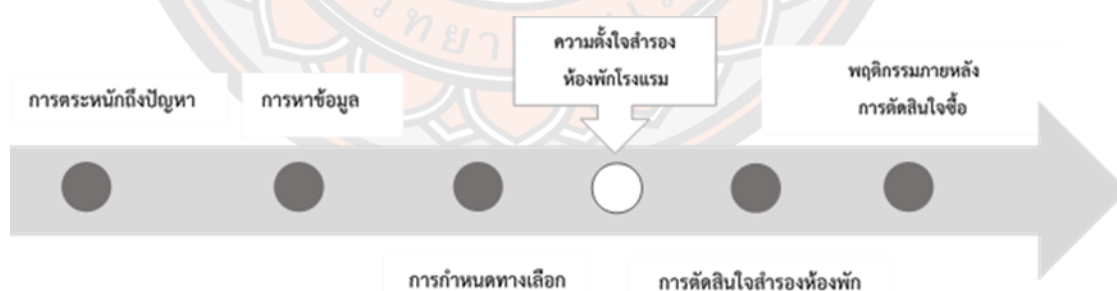 วิทยา
ความตั้งใจสำรอง
ห้องพักโรงแรม
พฤติกรรมภายหลัง
การตัดสินใจซื้อ
การตระหนักถึงปัญหา
การหาข้อมูล
การกำหนดทางเลือก
การตัดสินใจสำรองห้องพัก